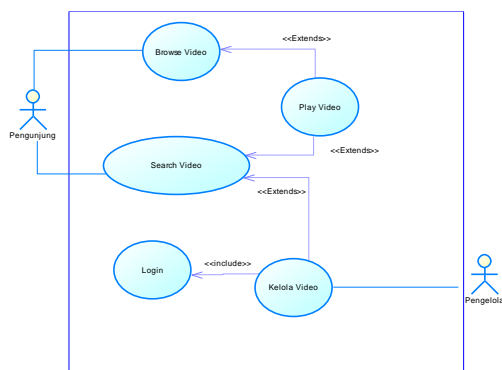 <<Extends>>
Browse Video
Play Video
Pengunjung
<<Extends>>
Search Video
<<Extends>>
<<include>>
Login
Kelola Video
Pengelola